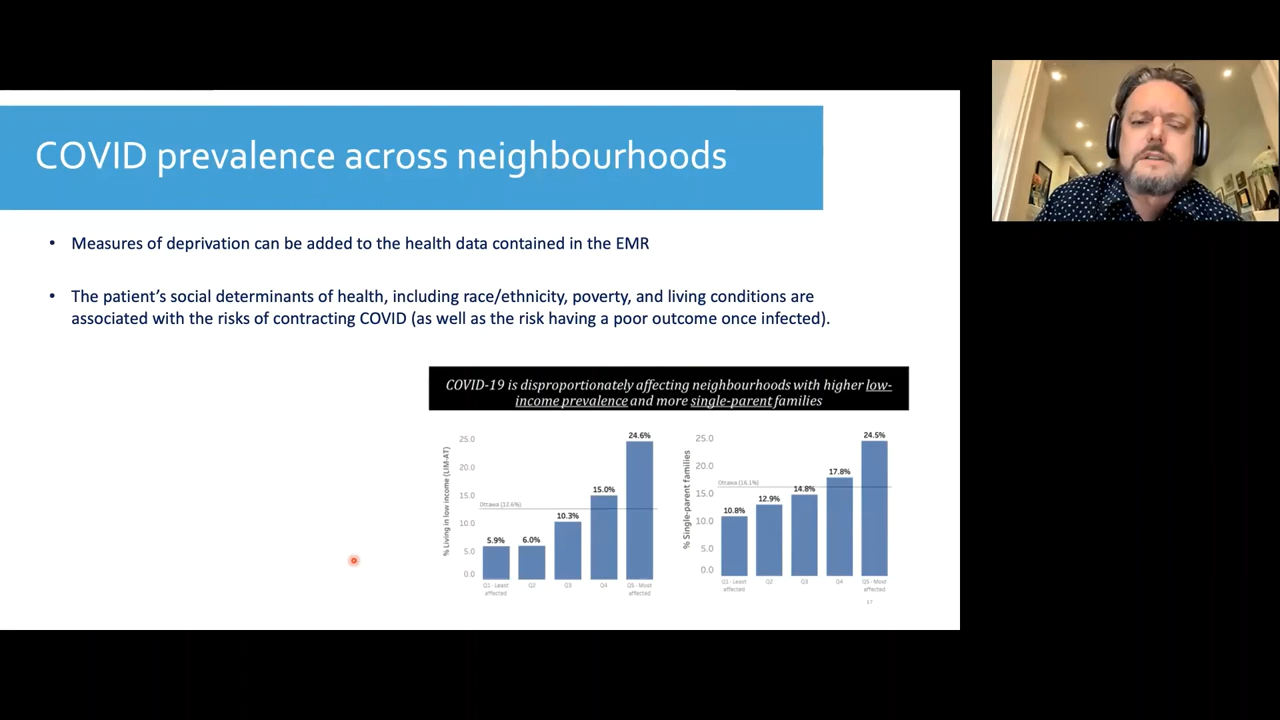 COVID prevalence across neighbourhoods
• Measures of deprivation can be added to the health data contained in the EMR
• The patient's social determinants of health, including race/ethnicity, poverty, and living conditions are
associated with the risks of contracting COVID (as well as the risk having a poor outcome once infected).
COVID-19 is disproportionately affecting neighbourhoods with higher low-
income prevalence and more single-parent families
% Living in low income (LIM-AT)
25.0
20.0
15.0
10.0
5.0
0.0
Ottawa (12.6%)
5.9%
6.0%
10.3%
15.0%
24.6%
Q1 - Least
affected
Q2
Q3
Q4
Q5 - Most
affected
% Single-parent families
25.0
20.0
15.0
10.0
5.0
0.0
Ottawa (16.1%)
10.8%
12.9%
14.8%
17.8%
24.5%
Q1 - Least
affected
Q2
Q3
Q4
Q5 - Most
affected
17